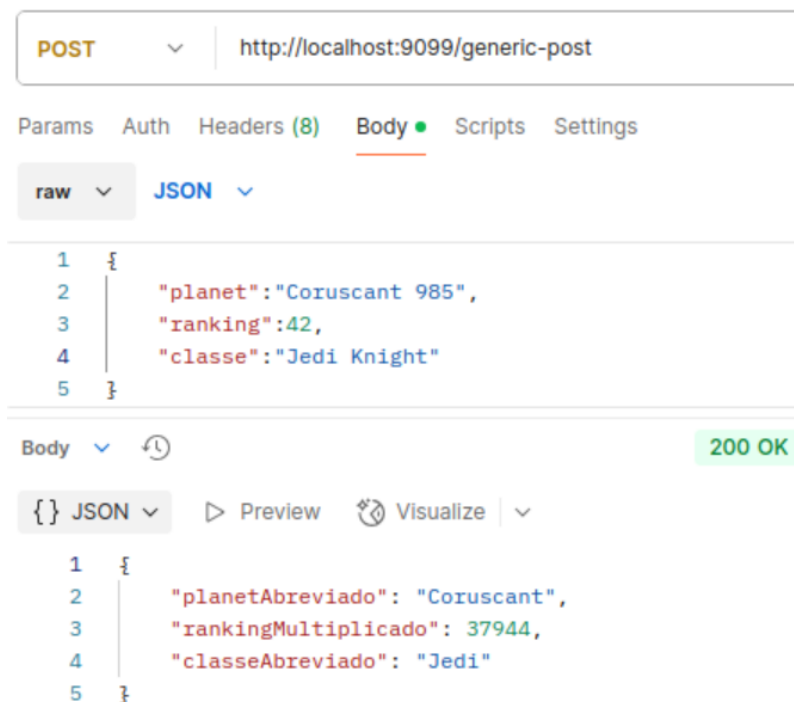 POST http://localhost:9099/generic-post
Params Auth Headers (8) Body Scripts Settings
raw JSON
1 {
2 "planet":"Coruscant 985",
3 "ranking":42,
4 "classe":"Jedi Knight"
5 }
Body 200 OK
{} JSON Preview Visualize
1 {
2 "planetAbreviado": "Coruscant",
3 "rankingMultiplicado": 37944,
4 "classeAbreviado": "Jedi"
5 }